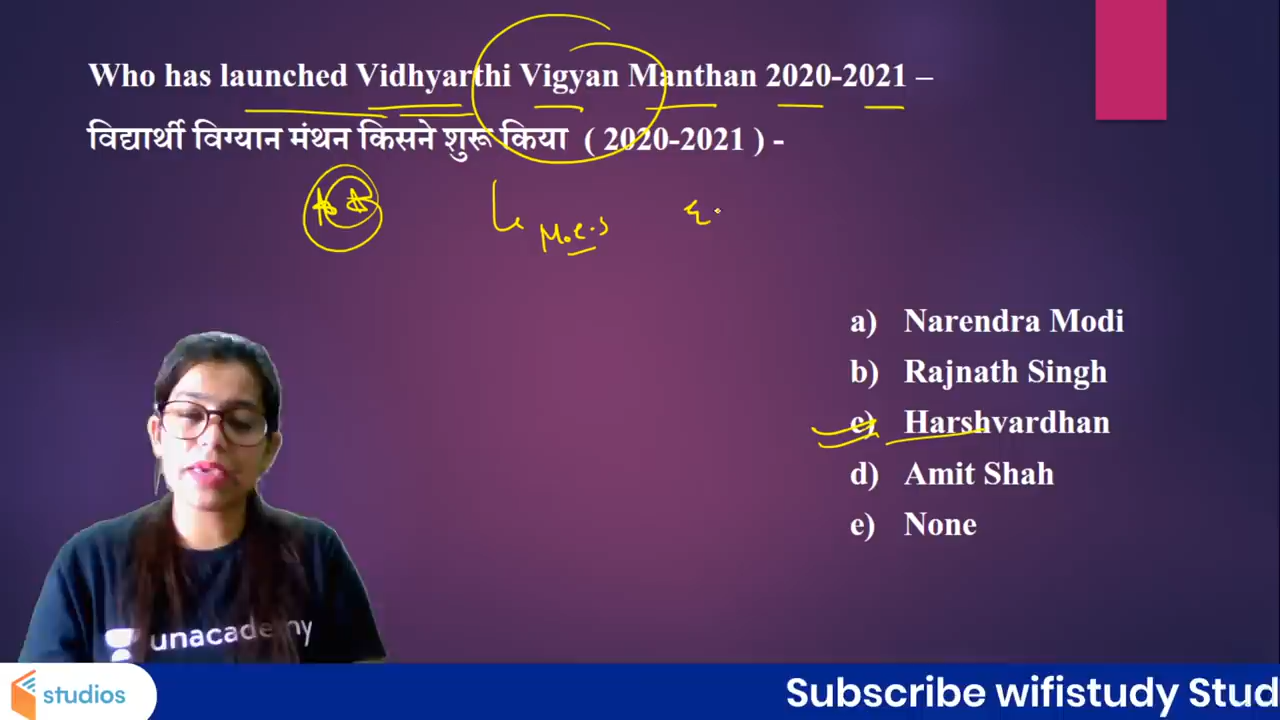 Who has launched Vidhyarthi Vigyan Manthan 2020-2021 –
विद्यार्थी विग्यान मंथन किसने शुरू किया ( 2020-2021 ) -
M.e.s
a) Narendra Modi
b) Rajnath Singh
c) Harshvardhan
d) Amit Shah
e) None
unacademy
studios
Subscribe wifistudy Stud